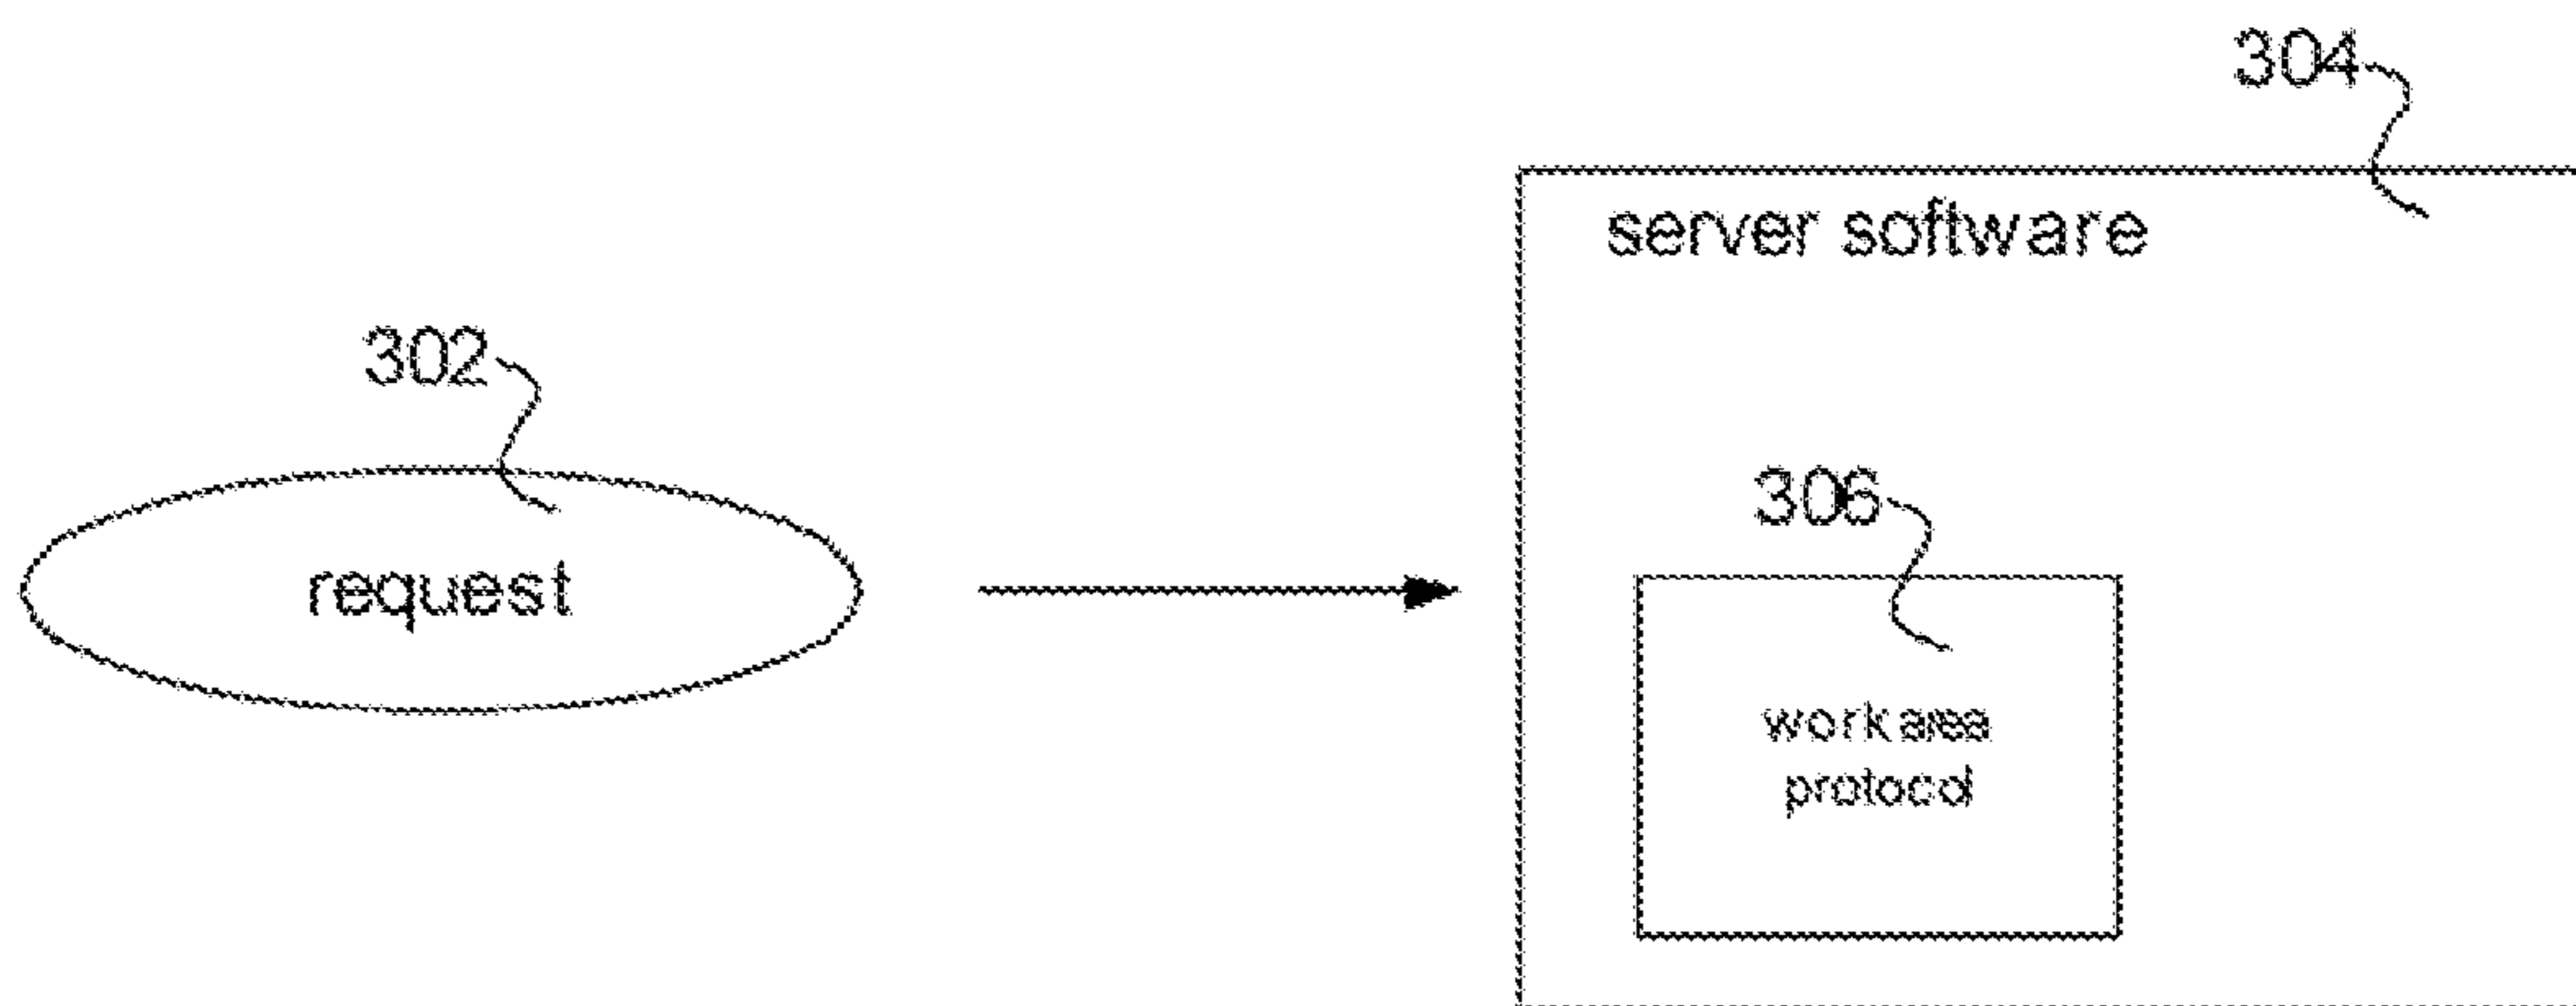 304
server software
302
request
306
work area
protocol